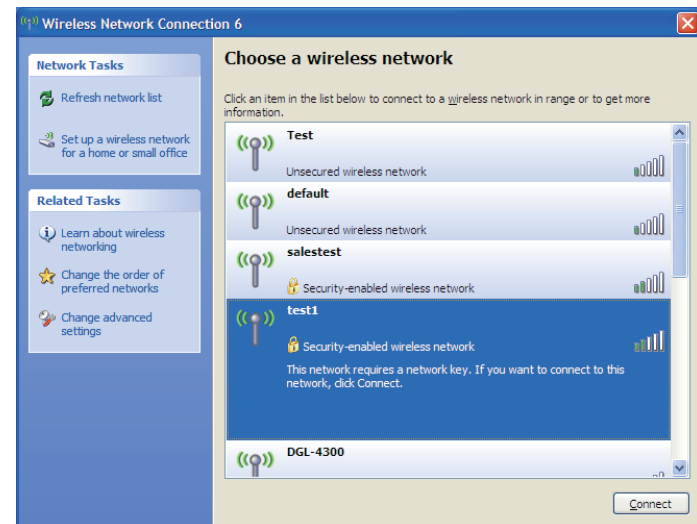 Wireless Network Connection 6
Network Tasks
Refresh network list
Set up a wireless network
for a home or small office
Related Tasks
Learn about wireless
networking
Change the order of
preferred networks
Change advanced
settings
Choose a wireless network
Click an item in the list below to connect to a wireless network in range or to get more
information.
Test
Unsecured wireless network
default
Unsecured wireless network
salestest
Security-enabled wireless network
test1
Security-enabled wireless network
This network requires a network key. If you want to connect to this
network, click Connect.
DGL-4300
Connect